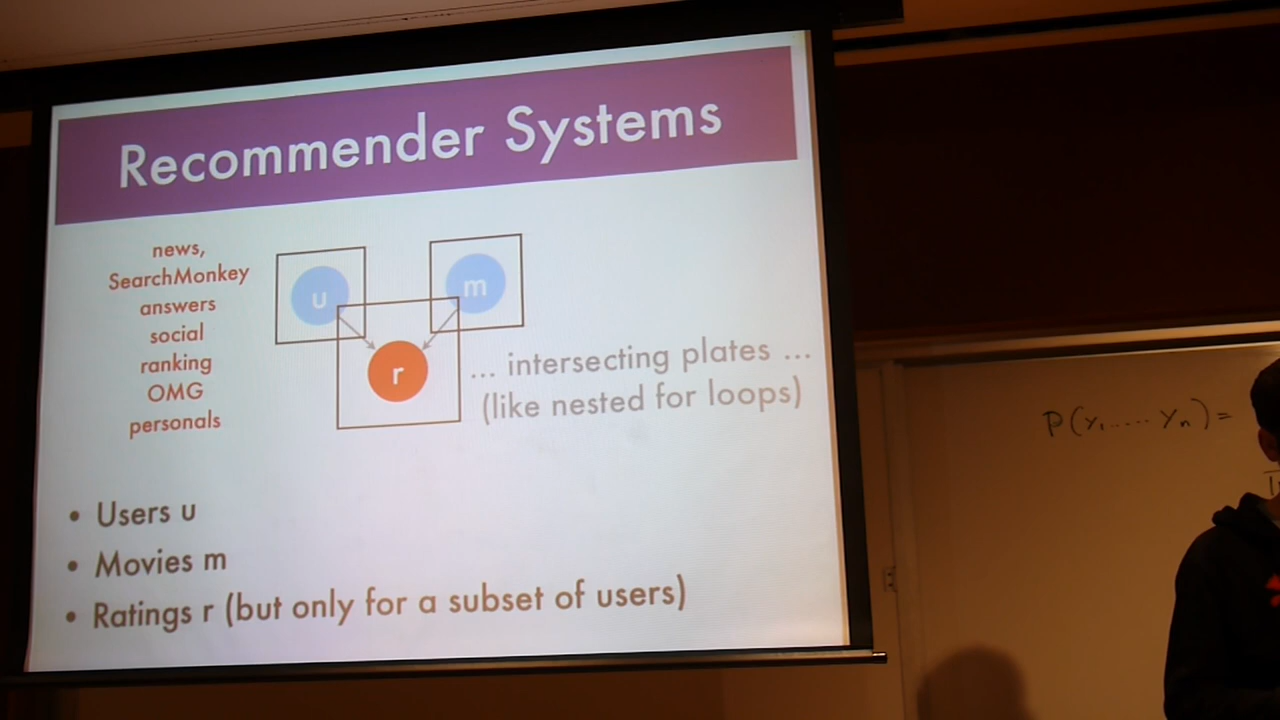 Recommender Systems
news,
SearchMonkey
answers
social
ranking
OMG
personals
u
m
r
... intersecting plates ...
(like nested for loops)
• Users u
• Movies m
• Ratings r (but only for a subset of users)
P(y₁..... yₙ) =